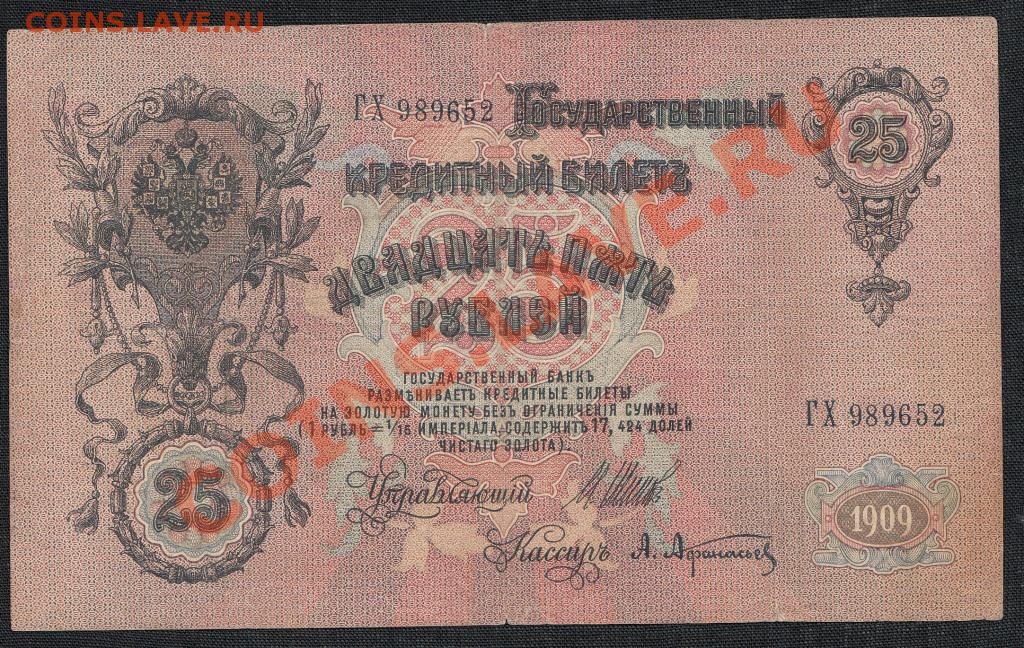 COINS.LAVE.RU
ГХ 989652 Государственный
Кредитный Билетъ
25
Двадцать пять
рублей
COINS.LAVE.RU
ГОСУДАРСТВЕННЫЙ БАНКЪ
РАЗМѢНИВАЕТЪ КРЕДИТНЫЕ БИЛЕТЫ
НА ЗОЛОТУЮ МОНЕТУ БЕЗЪ ОГРАНИЧЕНІЯ СУММЫ
(1 РУБЛЬ = 1/15 ИМПЕРІАЛА, СОДЕРЖИТЪ 17,424 ДОЛЕЙ
ЧИСТАГО ЗОЛОТА).
ГХ 989652
25
Управляющій
1909
Кассиръ А. Афанасьев